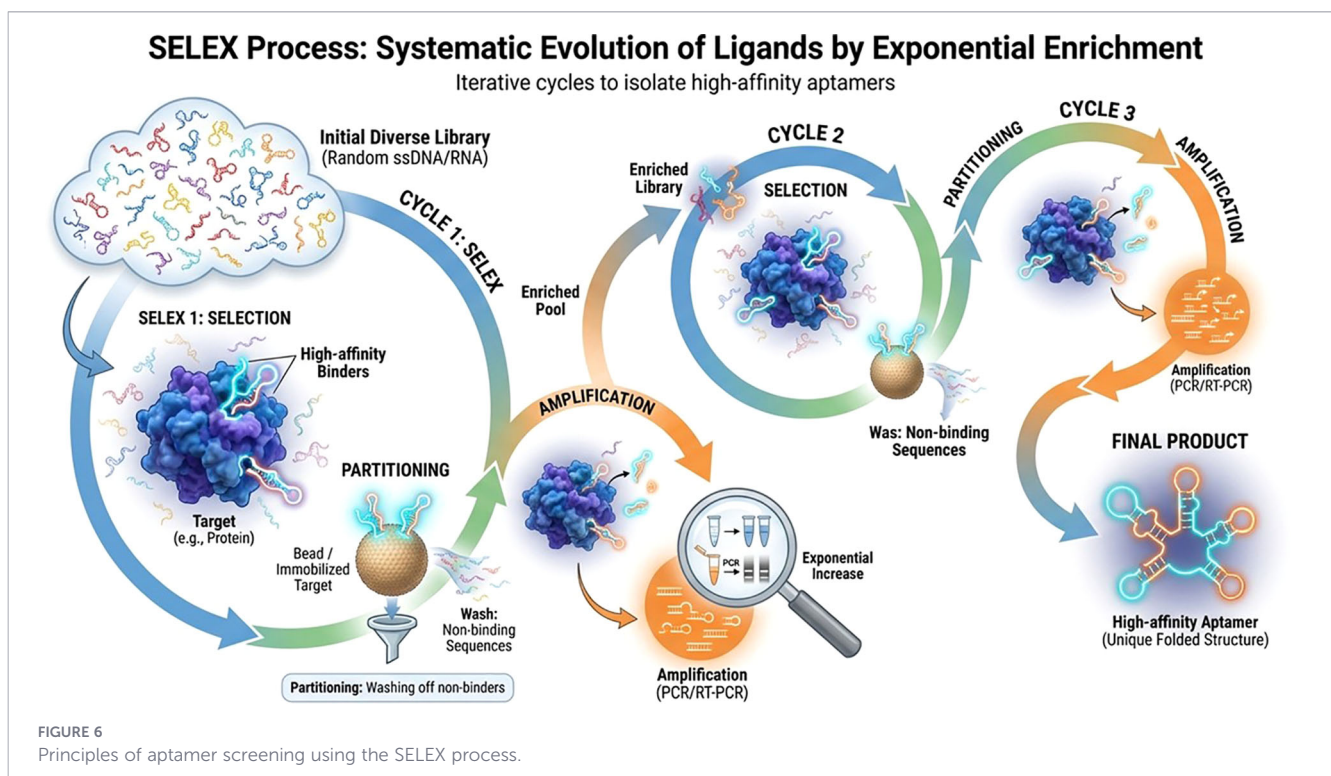 SELEX Process: Systematic Evolution of Ligands by Exponential Enrichment
Iterative cycles to isolate high-affinity aptamers
Initial Diverse Library
(Random ssDNA/RNA)
CYCLE 1: SELEX
SELEX 1: SELECTION
High-affinity
Binders
Target
(e.g., Protein)
PARTITIONING
Bead /
Immobilized
Target
Wash:
Non-binding
Sequences
Partitioning: Washing off non-binders
AMPLIFICATION
PCR
Exponential
Increase
Amplification
(PCR/RT-PCR)
Enriched
Pool
Enriched
Library
CYCLE 2
SELECTION
Was: Non-binding
Sequences
PARTITIONING
CYCLE 3
AMPLIFICATION
Amplification
(PCR/RT-PCR)
FINAL PRODUCT
High-affinity Aptamer
(Unique Folded Structure)
FIGURE 6
Principles of aptamer screening using the SELEX process.